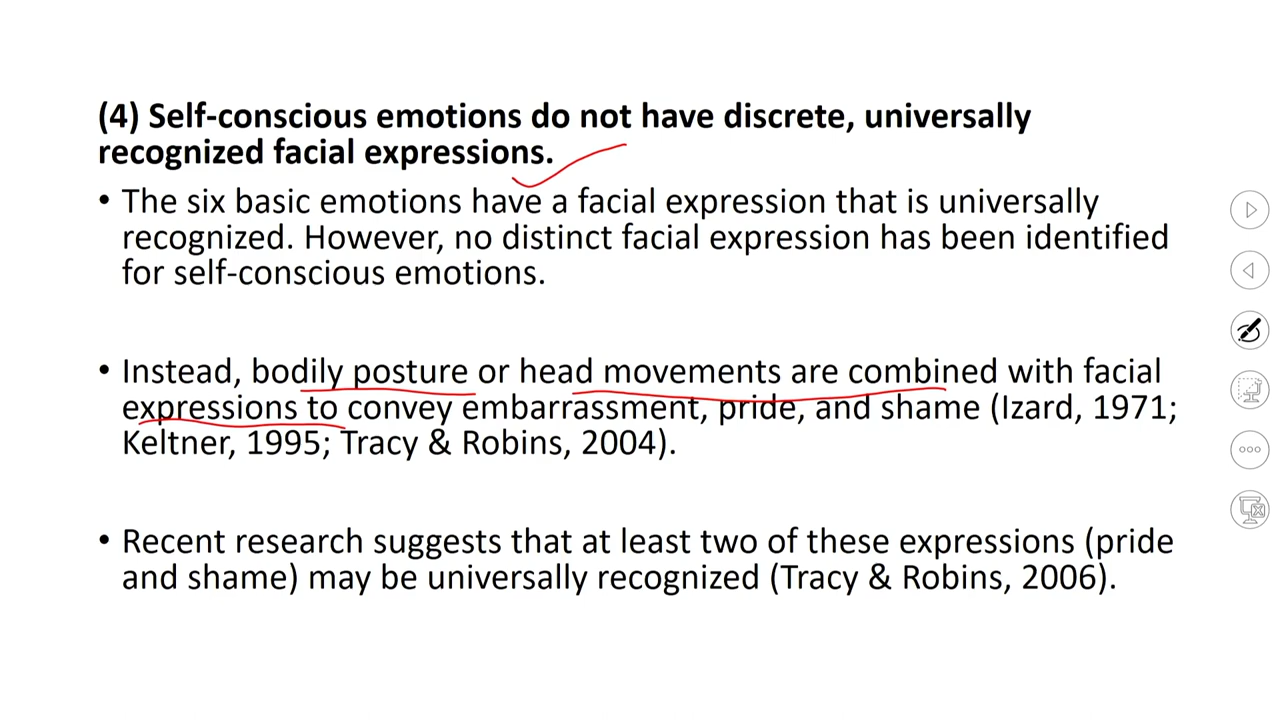 (4) Self-conscious emotions do not have discrete, universally
recognized facial expressions.
• The six basic emotions have a facial expression that is universally
recognized. However, no distinct facial expression has been identified
for self-conscious emotions.
• Instead, bodily posture or head movements are combined with facial
expressions to convey embarrassment, pride, and shame (Izard, 1971;
Keltner, 1995; Tracy & Robins, 2004).
• Recent research suggests that at least two of these expressions (pride
and shame) may be universally recognized (Tracy & Robins, 2006).